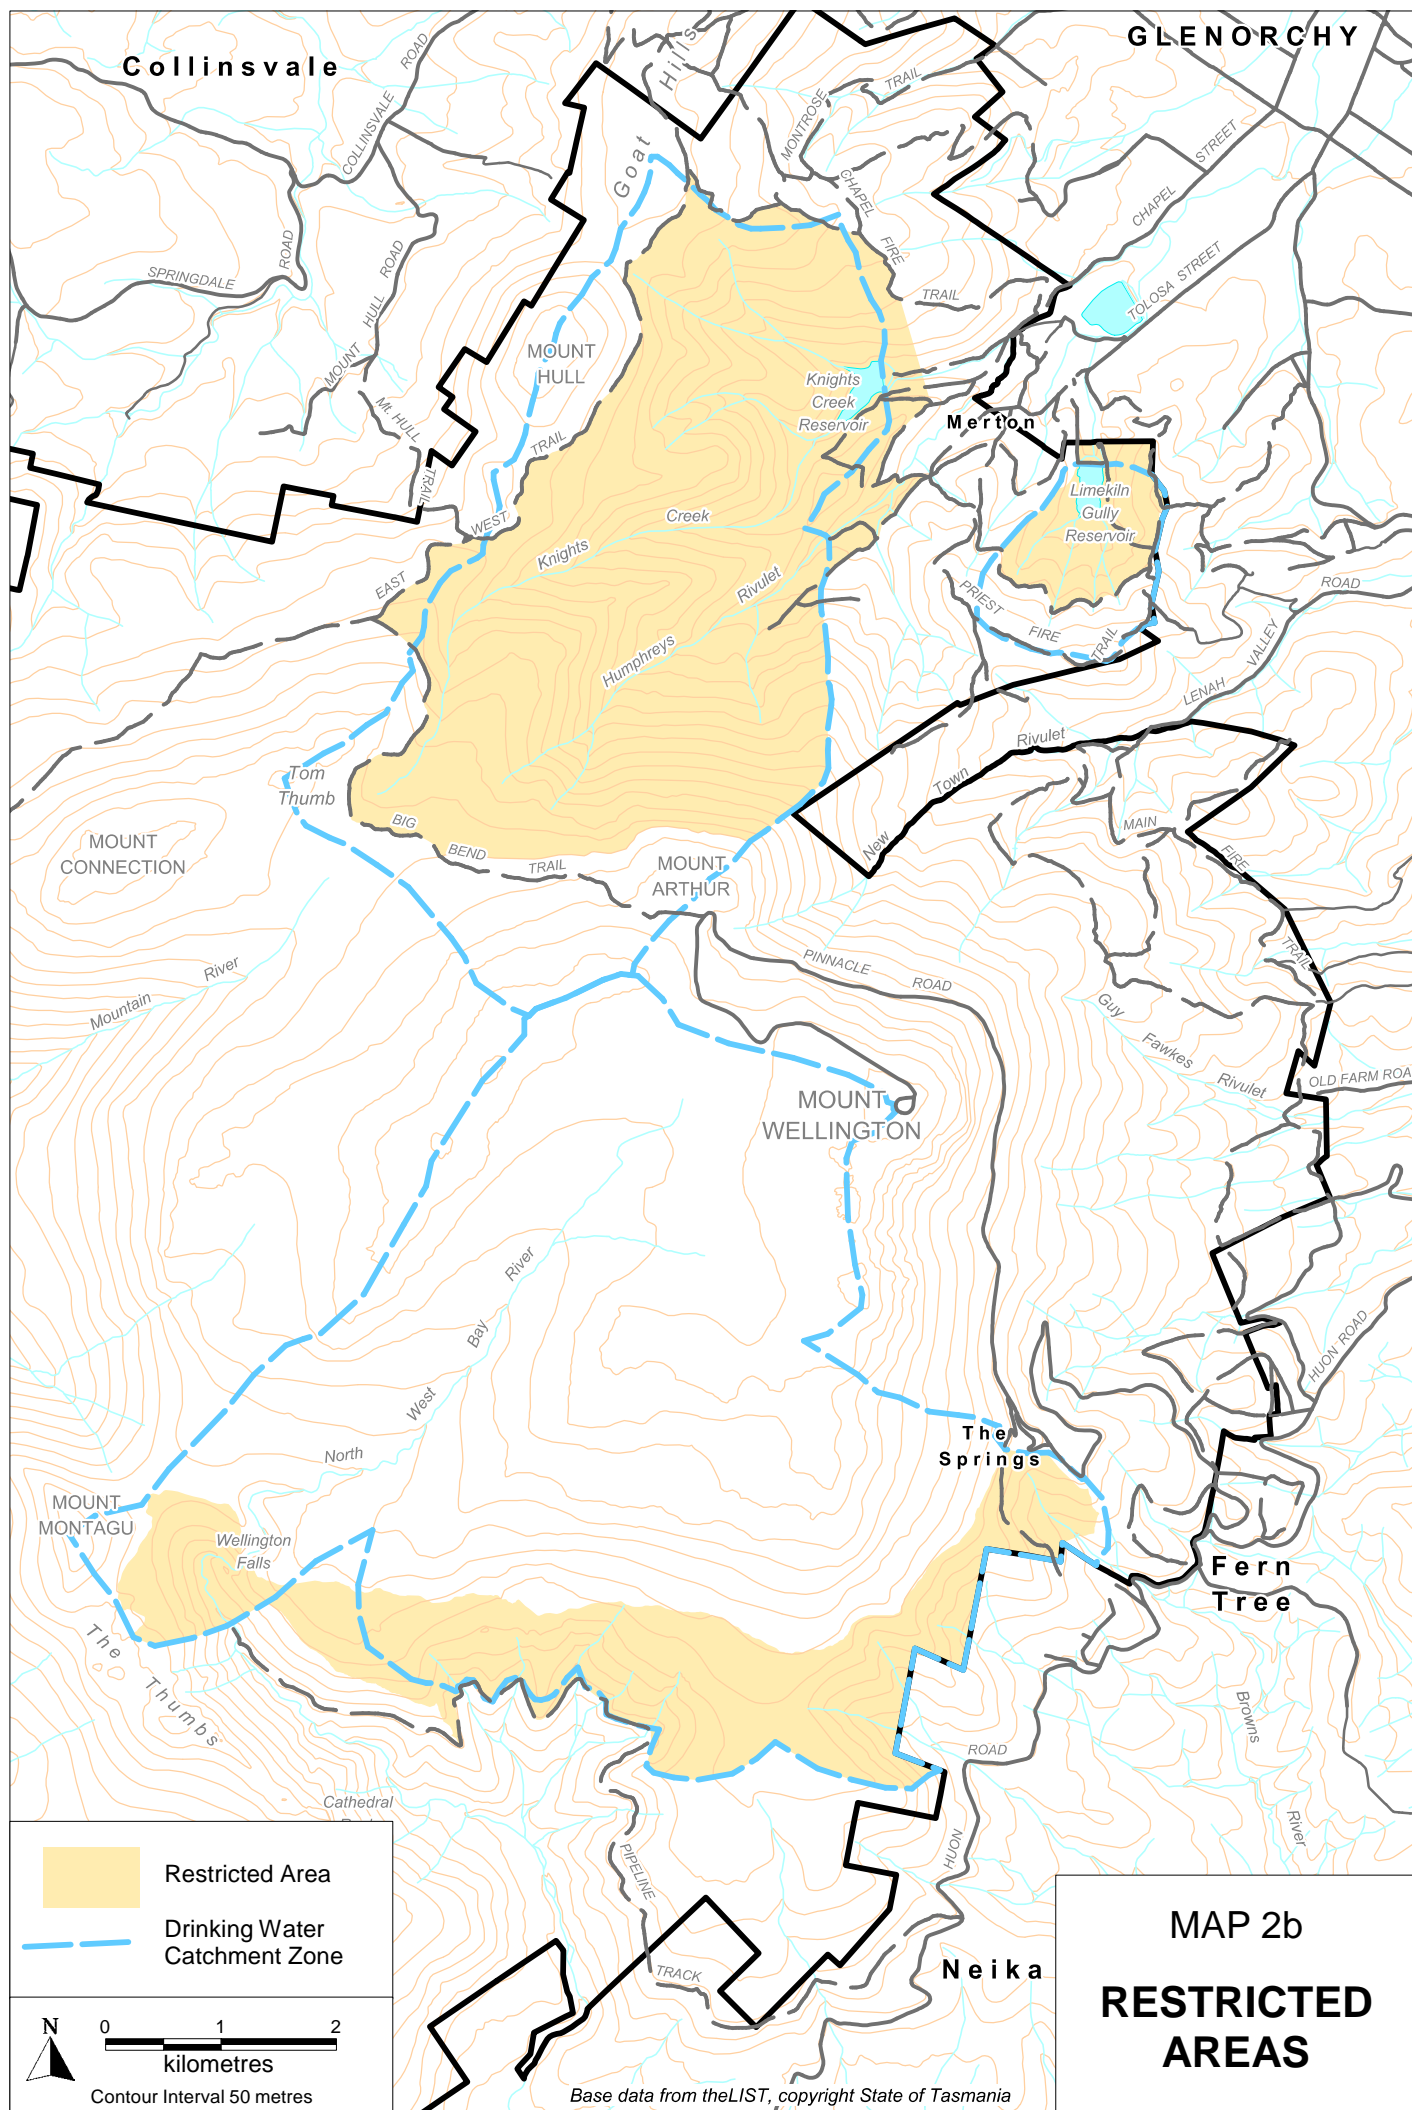 GLENORCHY
Collinsvale
ROAD
COLLINSVALE
Goat Hills
MONTROSE
TRAIL
CHAPEL
FIRE
TRAIL
STREET
CHAPEL
TOLOSA STREET
SPRINGDALE
ROAD
MOUNT
HULL
ROAD
Mt. HULL
TRAIL
MOUNT
HULL
TRAIL
WEST
EAST
Knights
Creek
Reservoir
Merton
Limekiln
Gully
Reservoir
Knights
Creek
Humphreys
Rivulet
PRIEST
FIRE
TRAIL
ROAD
VALLEY
LENAH
New
Town
Rivulet
Tom
Thumb
BIG
BEND
TRAIL
MOUNT
CONNECTION
MOUNT
ARTHUR
MAIN
FIRE
TRAIL
Mountain
River
PINNACLE
ROAD
Guy
Fawkes
Rivulet
OLD FARM ROA
MOUNT
WELLINGTON
North
West
Bay
River
HUON ROAD
The
Springs
MOUNT
MONTAGU
Wellington
Falls
Fern
Tree
The
Thumbs
Browns
River
ROAD
HUON
Cathedral
PIPELINE
TRACK
Neika
Restricted Area
Drinking Water
Catchment Zone
N
0 1 2
kilometres
Contour Interval 50 metres
Base data from theLIST, copyright State of Tasmania
MAP 2b
RESTRICTED
AREAS